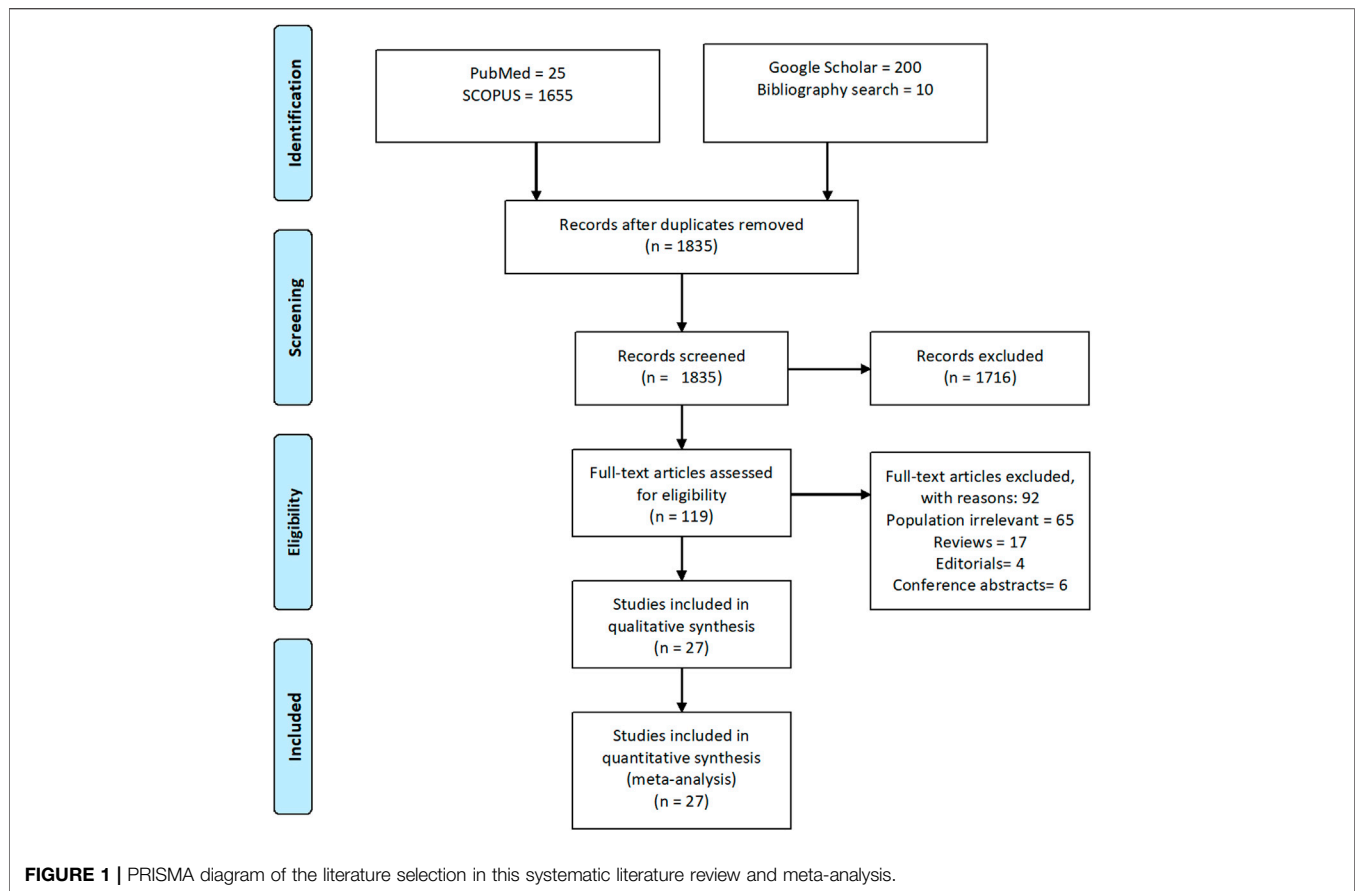 Identification
PubMed = 25
SCOPUS = 1655
Google Scholar = 200
Bibliography search = 10
Records after duplicates removed
(n = 1835)
Screening
Records screened
(n = 1835)
Records excluded
(n = 1716)
Eligibility
Full-text articles assessed
for eligibility
(n = 119)
Full-text articles excluded,
with reasons: 92
Population irrelevant = 65
Reviews = 17
Editorials= 4
Conference abstracts= 6
Studies included in
qualitative synthesis
(n = 27)
Included
Studies included in
quantitative synthesis
(meta-analysis)
(n = 27)
FIGURE 1 | PRISMA diagram of the literature selection in this systematic literature review and meta-analysis.